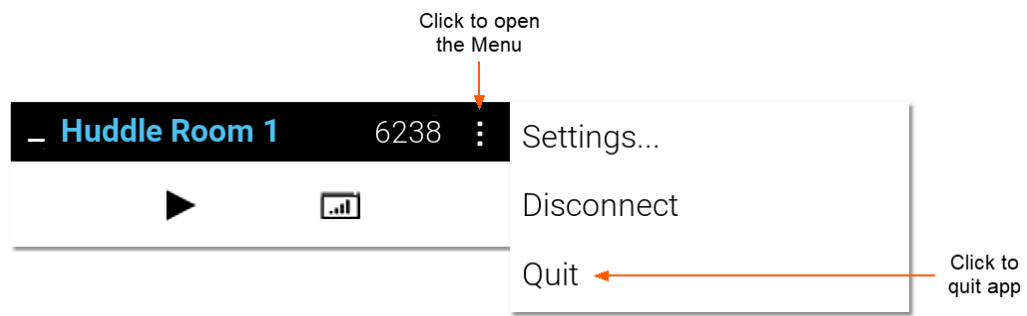 Click to open
the Menu
Huddle Room 1 6238
Settings...
Disconnect
Quit
Click to
quit app